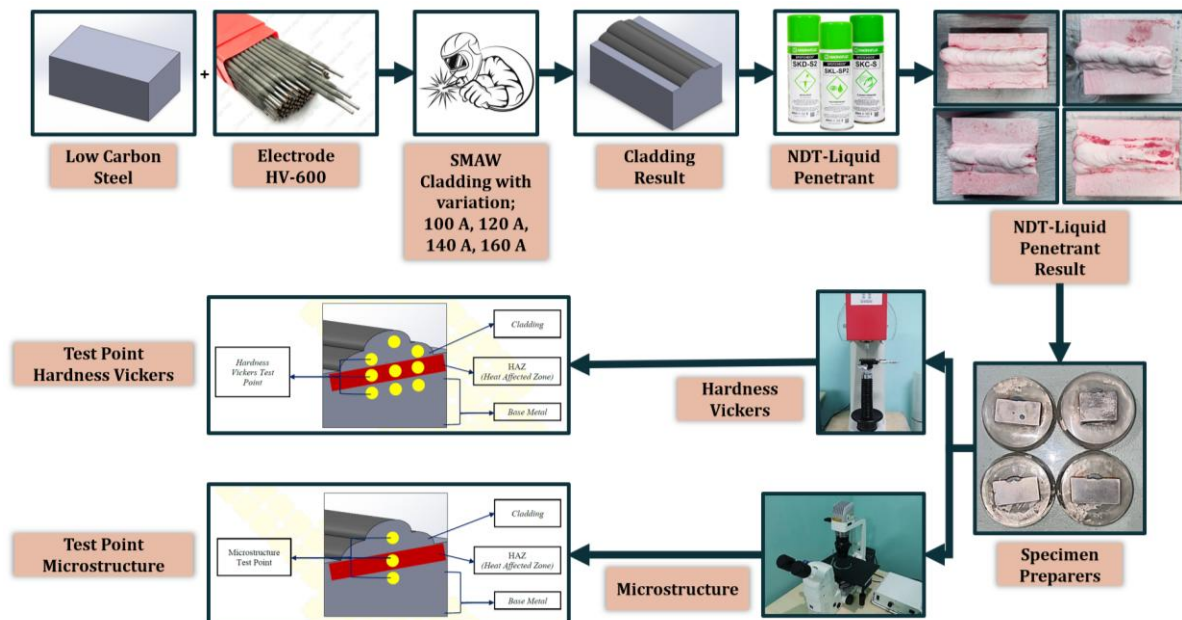 SKD-S2
SKL-SP2
SKC-S
+
Low Carbon
Steel
Electrode
HV-600
SMAW
Cladding with
variation;
100 A, 120 A,
140 A, 160 A
Cladding
Result
NDT-Liquid
Penetrant
NDT-Liquid
Penetrant
Result
Test Point
Hardness Vickers
Hardness
Vickers Test
Point
Cladding
HAZ
(Heat Affected Zone)
Base Metal
Hardness
Vickers
Test Point
Microstructure
Microstructure
Test Point
Cladding
HAZ
(Heat Affected Zone)
Base Metal
Microstructure
Specimen
Preparers